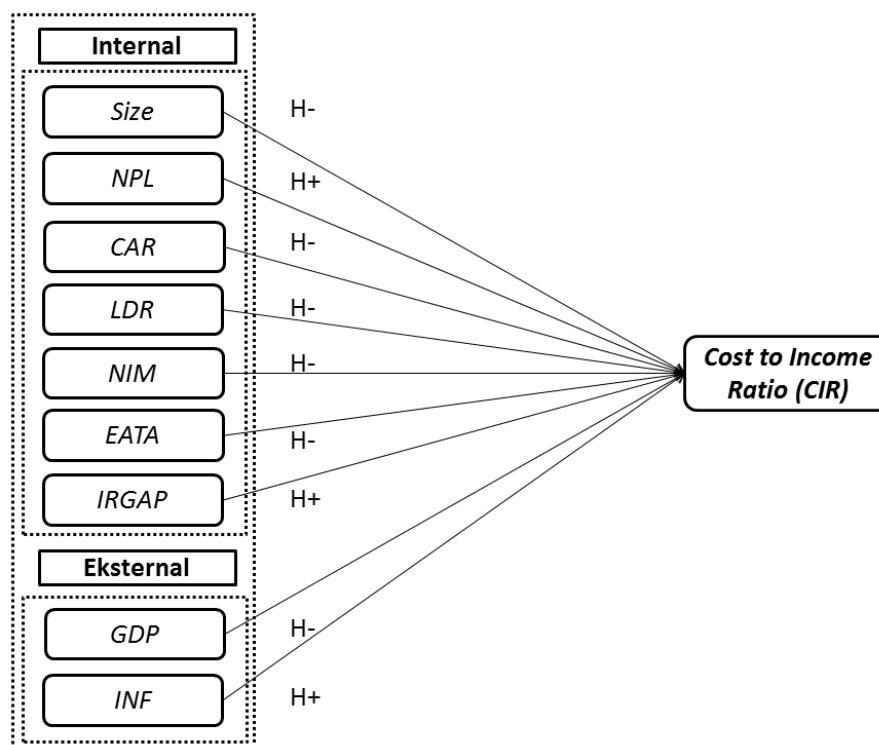 Internal
Size
H-
NPL
H+
CAR
H-
LDR
H-
NIM
H-
EATA
H-
IRGAP
H+
Cost to Income
Ratio (CIR)
Eksternal
GDP
H-
INF
H+